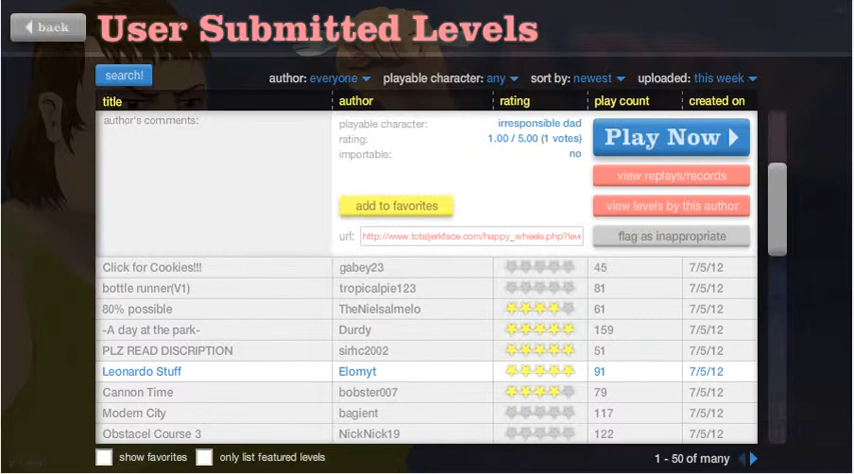 back
User Submitted Levels
search!
author: everyone playable character: any sort by: newest uploaded: this week
title author rating play count created on
author's comments:
playable character: irresponsible dad
rating: 1.00 / 5.00 (1 votes)
importable: no
Play Now
view replays/records
add to favorites
view levels by this author
url: http://www.totaljerkface.com/happy_wheels.php?leve
flag as inappropriate
Click for Cookies!!! gabey23 45 7/5/12
bottle runner(V1) tropicalpie123 81 7/5/12
80% possible TheNielsalmelo 61 7/5/12
-A day at the park- Durdy 159 7/5/12
PLZ READ DISCRIPTION sirhc2002 51 7/5/12
Leonardo Stuff Elomyt 91 7/5/12
Cannon Time bobster007 79 7/5/12
Modern City bagient 117 7/5/12
Obstacel Course 3 NickNick19 122 7/5/12
show favorites only list featured levels 1 - 50 of many